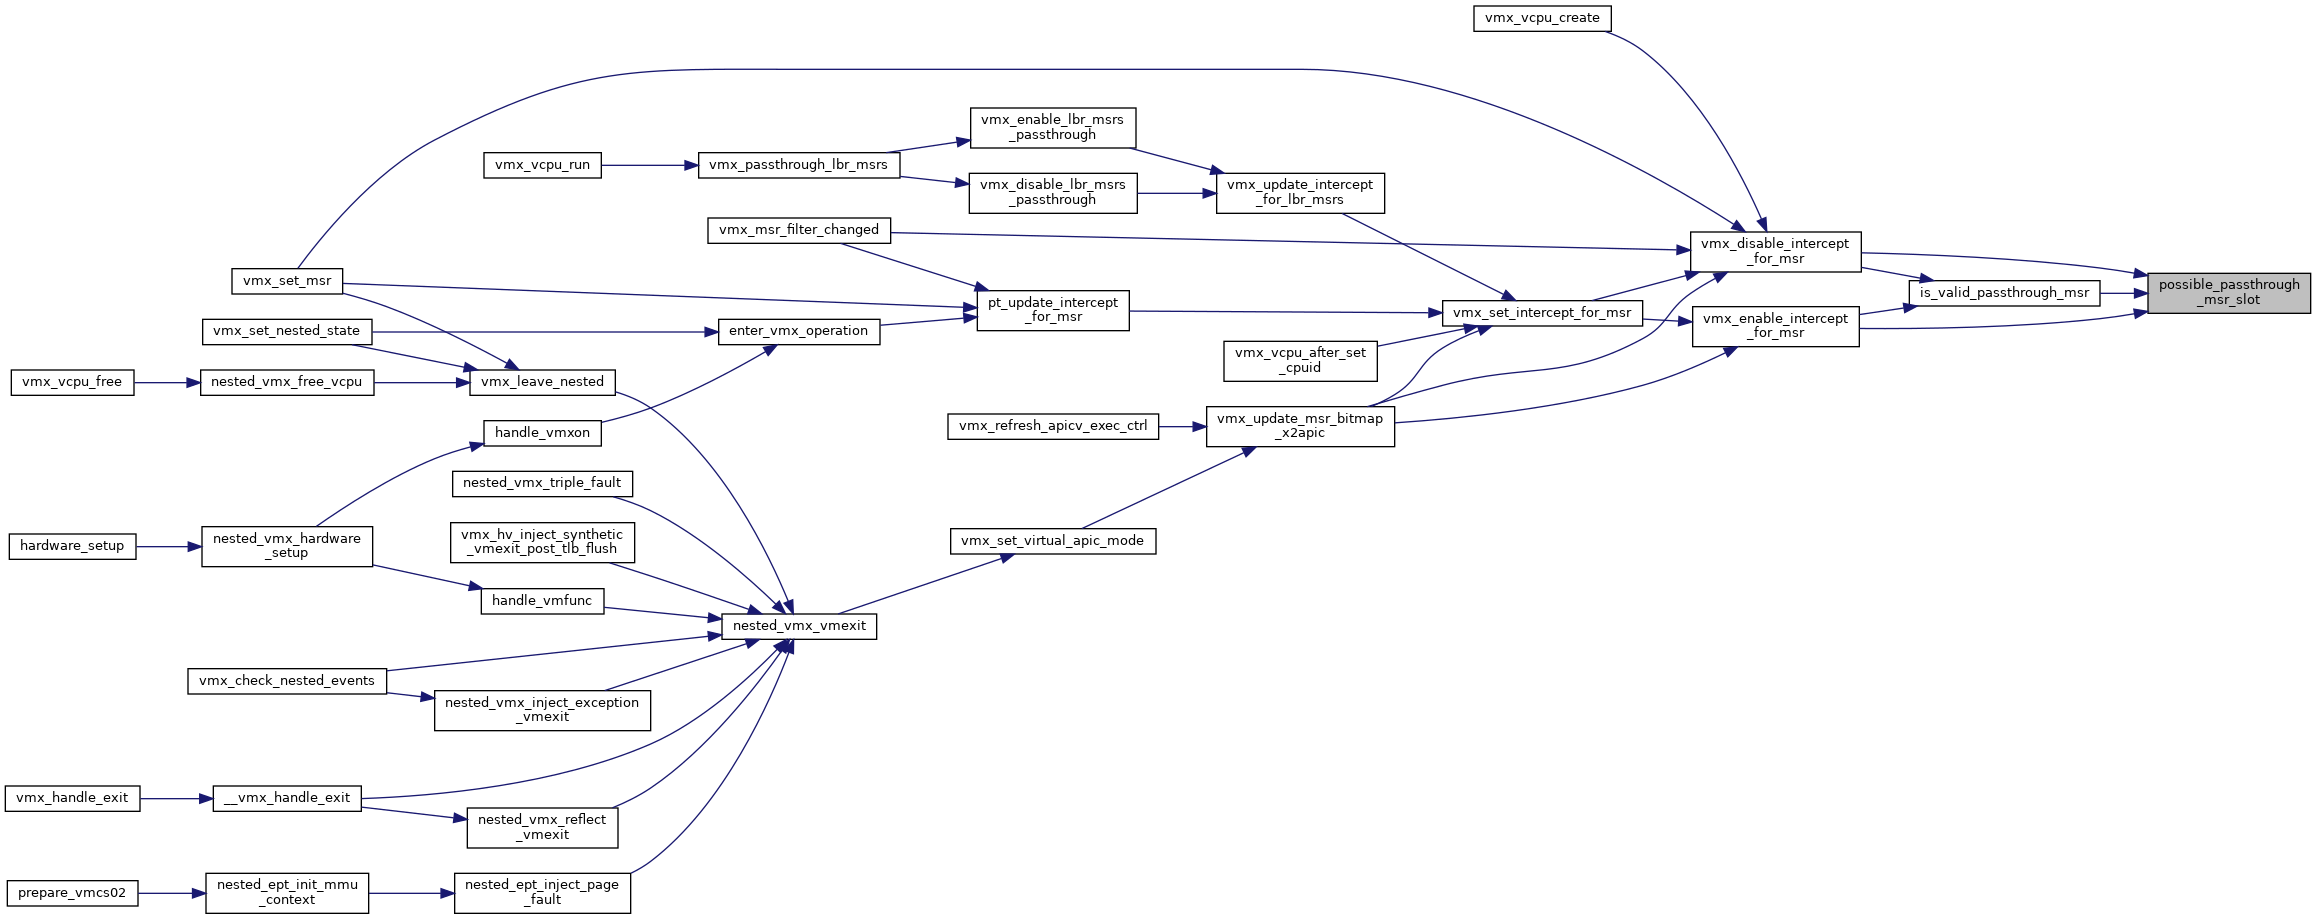 vmx_vcpu_create
vmx_enable_lbr_msrs
_passthrough
vmx_vcpu_run
vmx_passthrough_lbr_msrs
vmx_disable_lbr_msrs
_passthrough
vmx_update_intercept
_for_lbr_msrs
vmx_msr_filter_changed
vmx_disable_intercept
_for_msr
vmx_set_msr
pt_update_intercept
_for_msr
is_valid_passthrough_msr
possible_passthrough
_msr_slot
vmx_set_intercept_for_msr
vmx_enable_intercept
_for_msr
vmx_set_nested_state
enter_vmx_operation
vmx_vcpu_after_set
_cpuid
vmx_vcpu_free
nested_vmx_free_vcpu
vmx_leave_nested
handle_vmxon
vmx_refresh_apicv_exec_ctrl
vmx_update_msr_bitmap
_x2apic
nested_vmx_triple_fault
hardware_setup
nested_vmx_hardware
_setup
vmx_hv_inject_synthetic
_vmexit_post_tlb_flush
vmx_set_virtual_apic_mode
handle_vmfunc
nested_vmx_vmexit
vmx_check_nested_events
nested_vmx_inject_exception
_vmexit
vmx_handle_exit
__vmx_handle_exit
nested_vmx_reflect
_vmexit
prepare_vmcs02
nested_ept_init_mmu
_context
nested_ept_inject_page
_fault